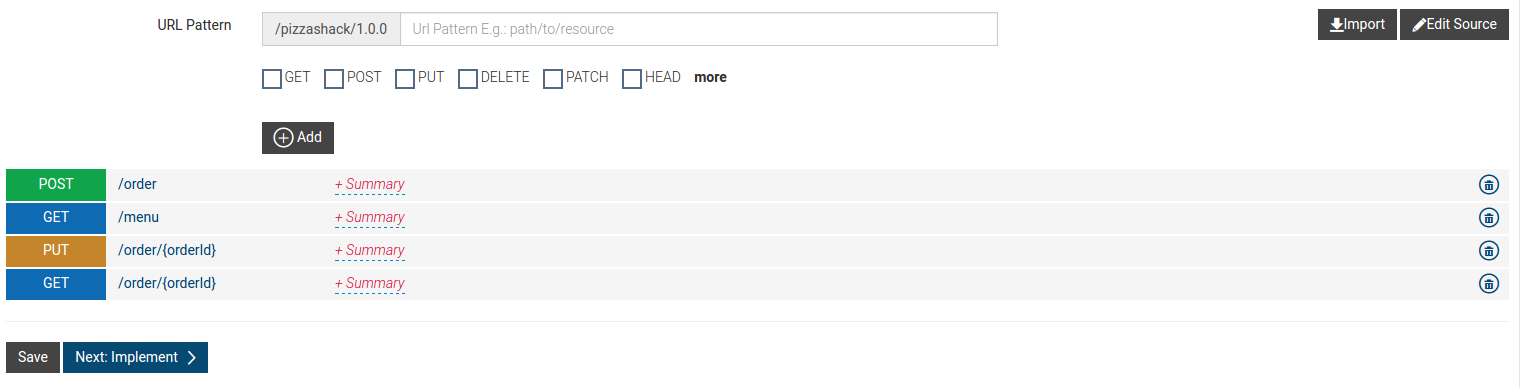 URL Pattern /pizzashack/1.0.0 Url Pattern E.g.: path/to/resource Import Edit Source
GET POST PUT DELETE PATCH HEAD more
Add
POST /order + Summary
GET /menu + Summary
PUT /order/{orderId} + Summary
GET /order/{orderId} + Summary
Save Next: Implement